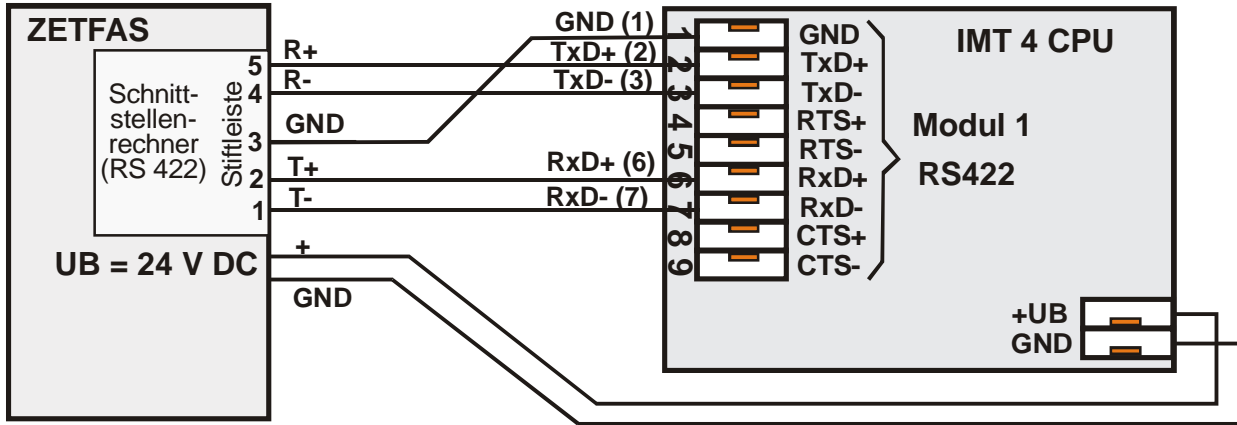 ZETFAS
Schnitt-
stellen-
rechner
(RS 422)
Stiftleiste
5
4
3
2
1
R+
R-
GND
T+
T-
UB = 24 V DC
+
GND
GND (1)
TxD+ (2)
TxD- (3)
RxD+ (6)
RxD- (7)
1
2
3
4
5
6
7
8
9
GND
TxD+
TxD-
RTS+
RTS-
RxD+
RxD-
CTS+
CTS-
IMT 4 CPU
Modul 1
RS422
+UB
GND